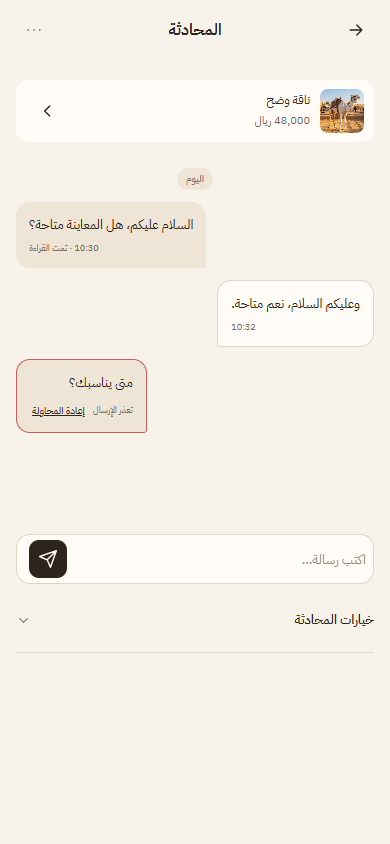 المحادثة
ناقة وضح
48,000 ريال
اليوم
السلام عليكم، هل المعاينة متاحة؟
10:30 · تمت القراءة
وعليكم السلام، نعم متاحة.
10:32
متى يناسبك؟
تعذر الإرسال إعادة المحاولة
اكتب رسالة...
خيارات المحادثة